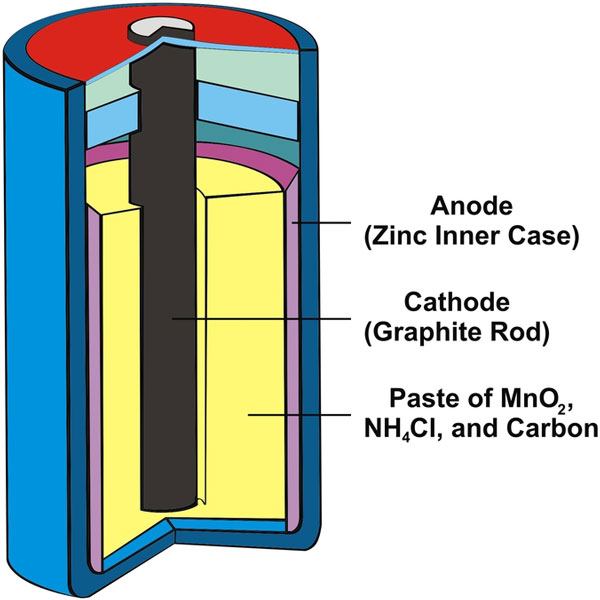 Anode
(Zinc Inner Case)
Cathode
(Graphite Rod)
Paste of MnO₂,
NH₄Cl, and Carbon